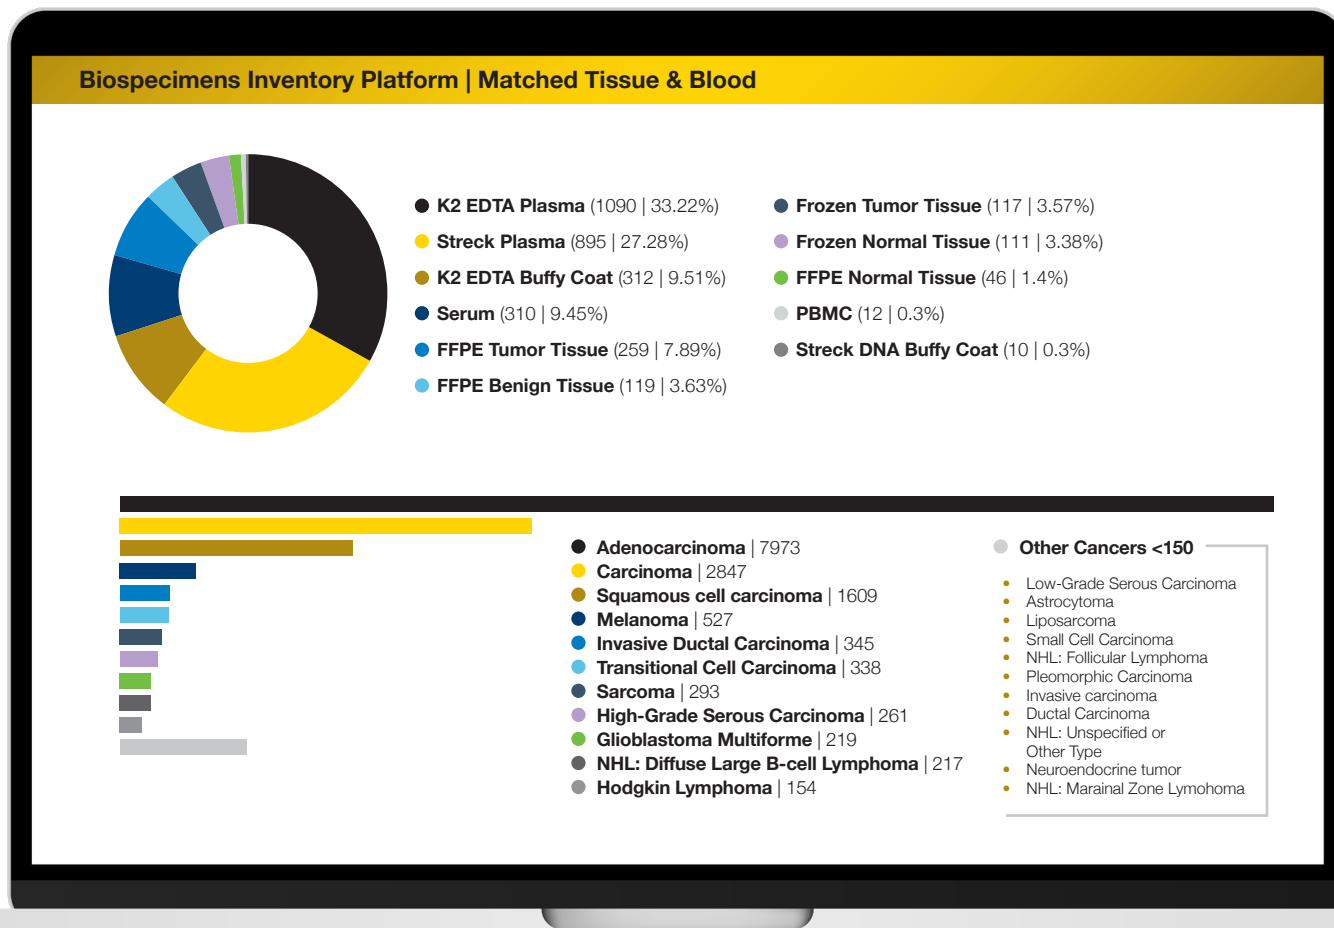 Biospecimens Inventory Platform | Matched Tissue & Blood
K2 EDTA Plasma (1090 | 33.22%)
Streck Plasma (895 | 27.28%)
K2 EDTA Buffy Coat (312 | 9.51%)
Serum (310 | 9.45%)
FFPE Tumor Tissue (259 | 7.89%)
FFPE Benign Tissue (119 | 3.63%)
Frozen Tumor Tissue (117 | 3.57%)
Frozen Normal Tissue (111 | 3.38%)
FFPE Normal Tissue (46 | 1.4%)
PBMC (12 | 0.3%)
Streck DNA Buffy Coat (10 | 0.3%)
Adenocarcinoma | 7973
Carcinoma | 2847
Squamous cell carcinoma | 1609
Melanoma | 527
Invasive Ductal Carcinoma | 345
Transitional Cell Carcinoma | 338
Sarcoma | 293
High-Grade Serous Carcinoma | 261
Glioblastoma Multiforme | 219
NHL: Diffuse Large B-cell Lymphoma | 217
Hodgkin Lymphoma | 154
Other Cancers <150
Low-Grade Serous Carcinoma
Astrocytoma
Liposarcoma
Small Cell Carcinoma
NHL: Follicular Lymphoma
Pleomorphic Carcinoma
Invasive carcinoma
Ductal Carcinoma
NHL: Unspecified or
Other Type
Neuroendocrine tumor
NHL: Marainal Zone Lymohoma